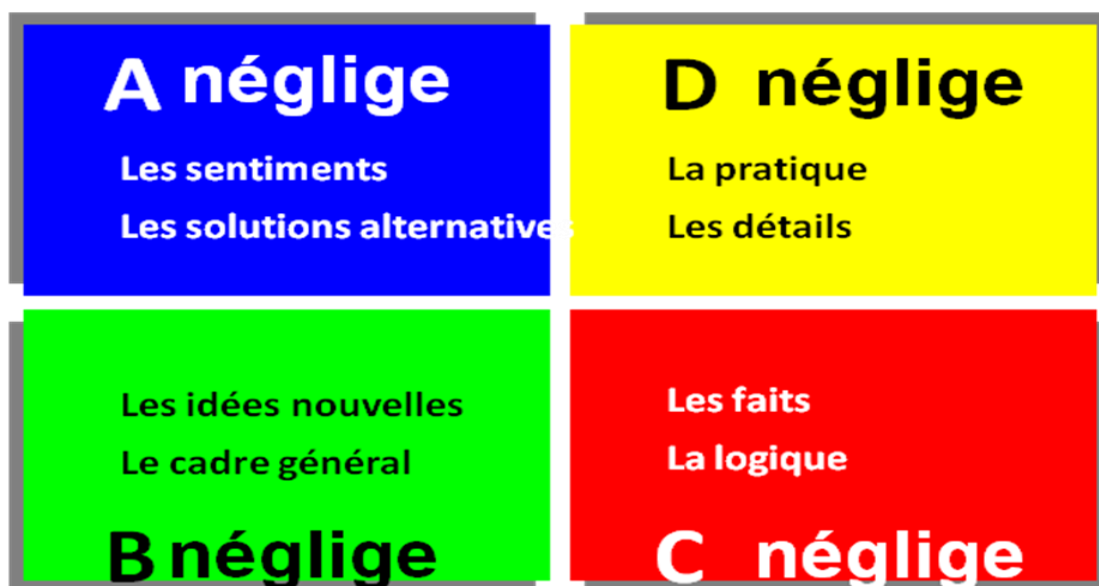 A néglige
Les sentiments
Les solutions alternatives
D néglige
La pratique
Les détails
Les idées nouvelles
Le cadre général
B néglige
Les faits
La logique
C néglige